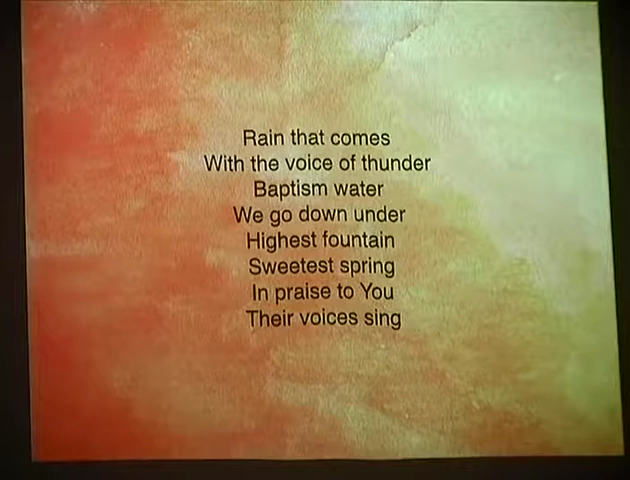 Rain that comes
With the voice of thunder
Baptism water
We go down under
Highest fountain
Sweetest spring
In praise to You
Their voices sing